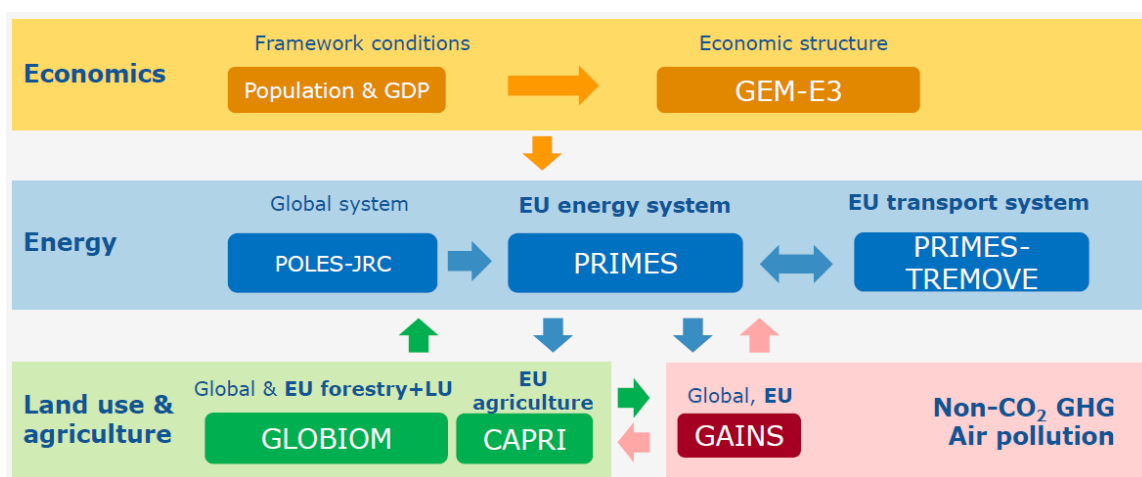 Framework conditions
Economic structure
Economics
Population & GDP
GEM-E3
Global system
EU energy system
EU transport system
Energy
POLES-JRC
PRIMES
PRIMES-
TREMOVE
Land use &
agriculture
Global & EU forestry+LU
EU
agriculture
GLOBIOM
CAPRI
Global, EU
GAINS
Non-CO₂ GHG
Air pollution